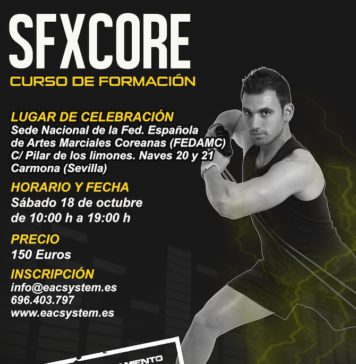 SFXCORE
CURSO DE FORMACIÓN
LUGAR DE CELEBRACIÓN
Sede Nacional de la Fed. Española
de Artes Marciales Coreanas (FEDAMC)
C/ Pilar de los limones. Naves 20 y 21
Carmona (Sevilla)
HORARIO Y FECHA
Sábado 18 de octubre
de 10:00 h a 19:00 h
PRECIO
150 Euros
INSCRIPCIÓN
info@eacsystem.es
696.403.797
www.eacsystem.es